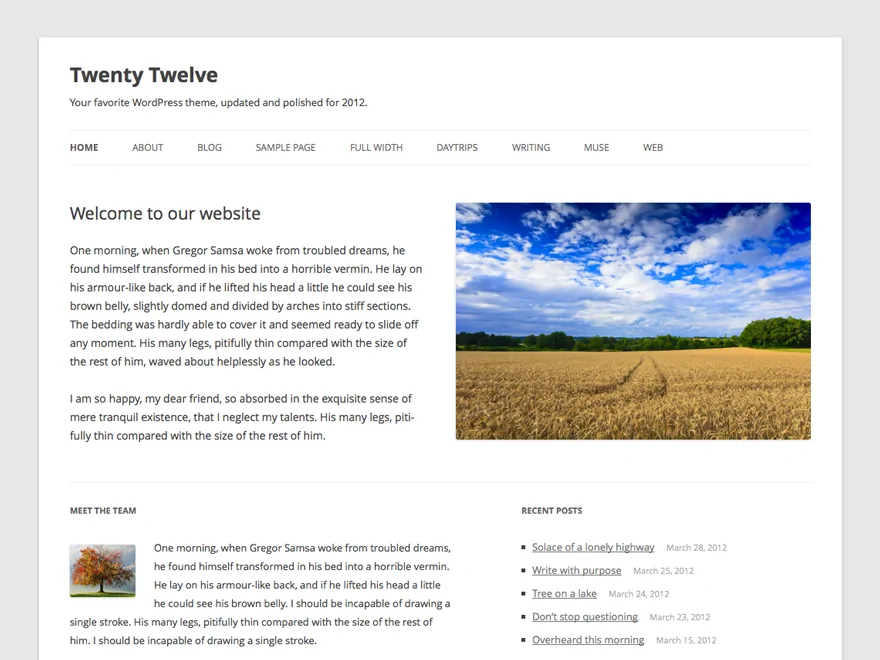 Twenty Twelve
Your favorite WordPress theme, updated and polished for 2012.
HOME ABOUT BLOG SAMPLE PAGE FULL WIDTH DAYTRIPS WRITING MUSE WEB
Welcome to our website
One morning, when Gregor Samsa woke from troubled dreams, he
found himself transformed in his bed into a horrible vermin. He lay on
his armour-like back, and if he lifted his head a little he could see his
brown belly, slightly domed and divided by arches into stiff sections.
The bedding was hardly able to cover it and seemed ready to slide off
any moment. His many legs, pitifully thin compared with the size of
the rest of him, waved about helplessly as he looked.
I am so happy, my dear friend, so absorbed in the exquisite sense of
mere tranquil existence, that I neglect my talents. His many legs, piti-
fully thin compared with the size of the rest of him.
MEET THE TEAM
One morning, when Gregor Samsa woke from troubled dreams,
he found himself transformed in his bed into a horrible vermin.
He lay on his armour-like back, and if he lifted his head a little
he could see his brown belly. I should be incapable of drawing a
single stroke. His many legs, pitifully thin compared with the size of the rest of
him. I should be incapable of drawing a single stroke.
RECENT POSTS
Solace of a lonely highway March 28, 2012
Write with purpose March 25, 2012
Tree on a lake March 24, 2012
Don't stop questioning March 23, 2012
Overheard this morning March 15, 2012